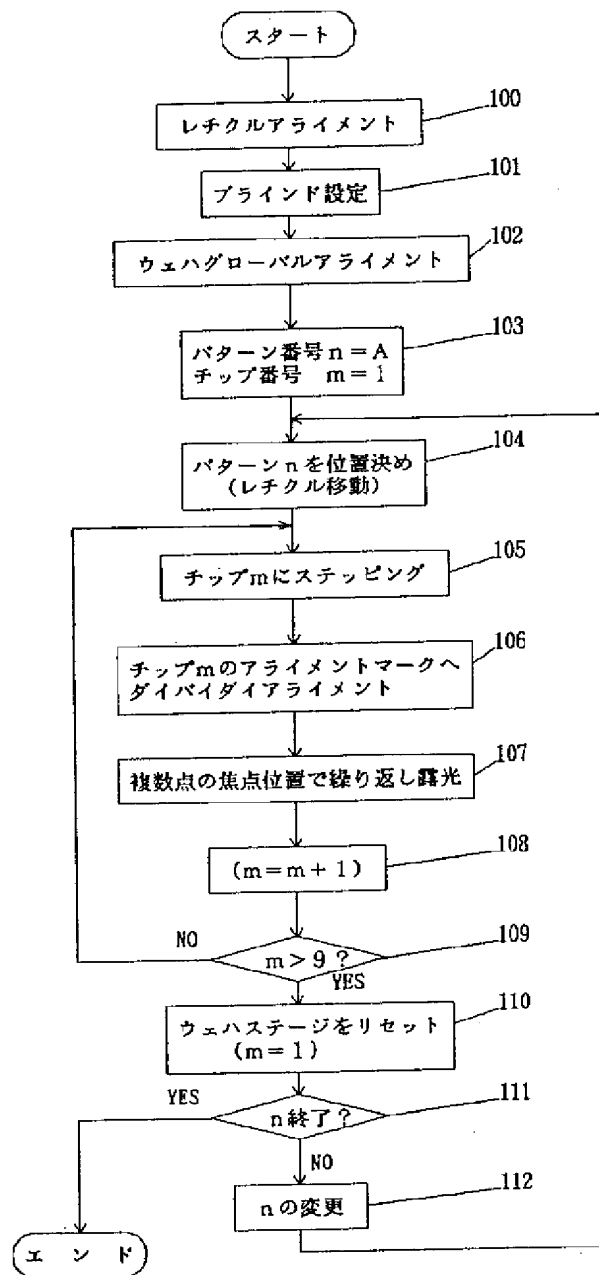 スタート
100
レチクルアライメント
101
ブラインド設定
102
ウェハグローバルアライメント
103
パターン番号n=A
チップ番号 m=1
104
パターンnを位置決め
(レチクル移動)
105
チップmにステッピング
106
チップmのアライメントマークへ
ダイバイダイアライメント
107
複数点の焦点位置で繰り返し露光
108
(m=m+1)
NO
109
m>9?
YES
110
ウェハステージをリセット
(m=1)
YES
111
n終了?
NO
112
nの変更
エンド